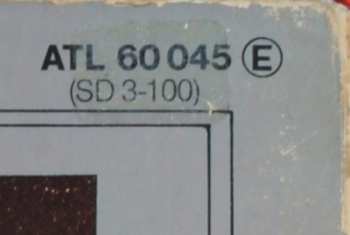 ATL 60 045 Ⓔ
(SD 3-100)